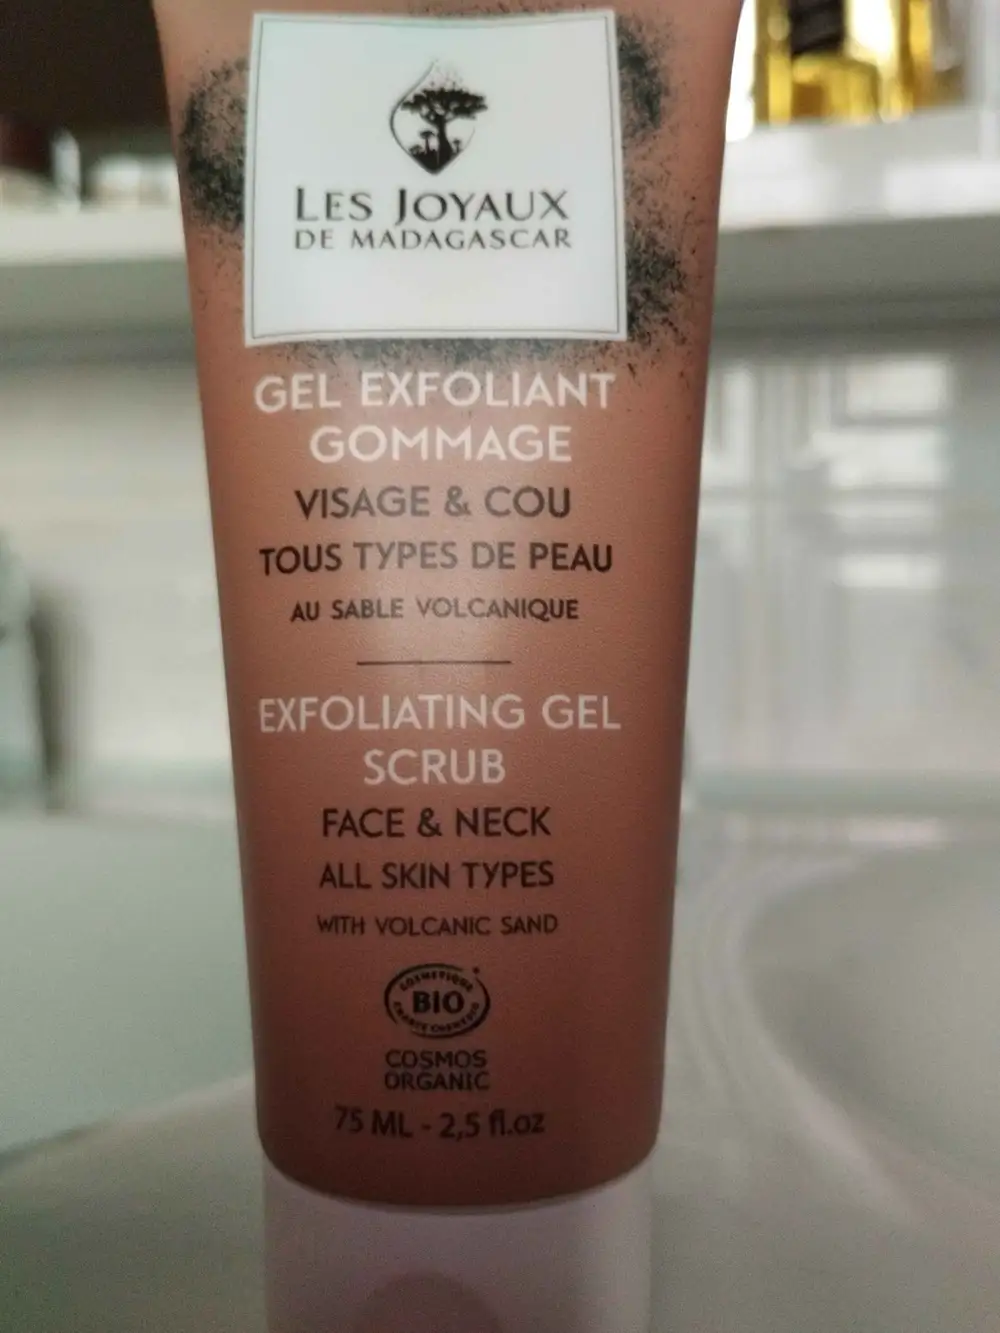 LES JOYAUX
DE MADAGASCAR
GEL EXFOLIANT
GOMMAGE
VISAGE & COU
TOUS TYPES DE PEAU
AU SABLE VOLCANIQUE
EXFOLIATING GEL
SCRUB
FACE & NECK
ALL SKIN TYPES
WITH VOLCANIC SAND
COSMETIQUE
BIO
COSMOS
ORGANIC
75 ML - 2,5 fl.oz